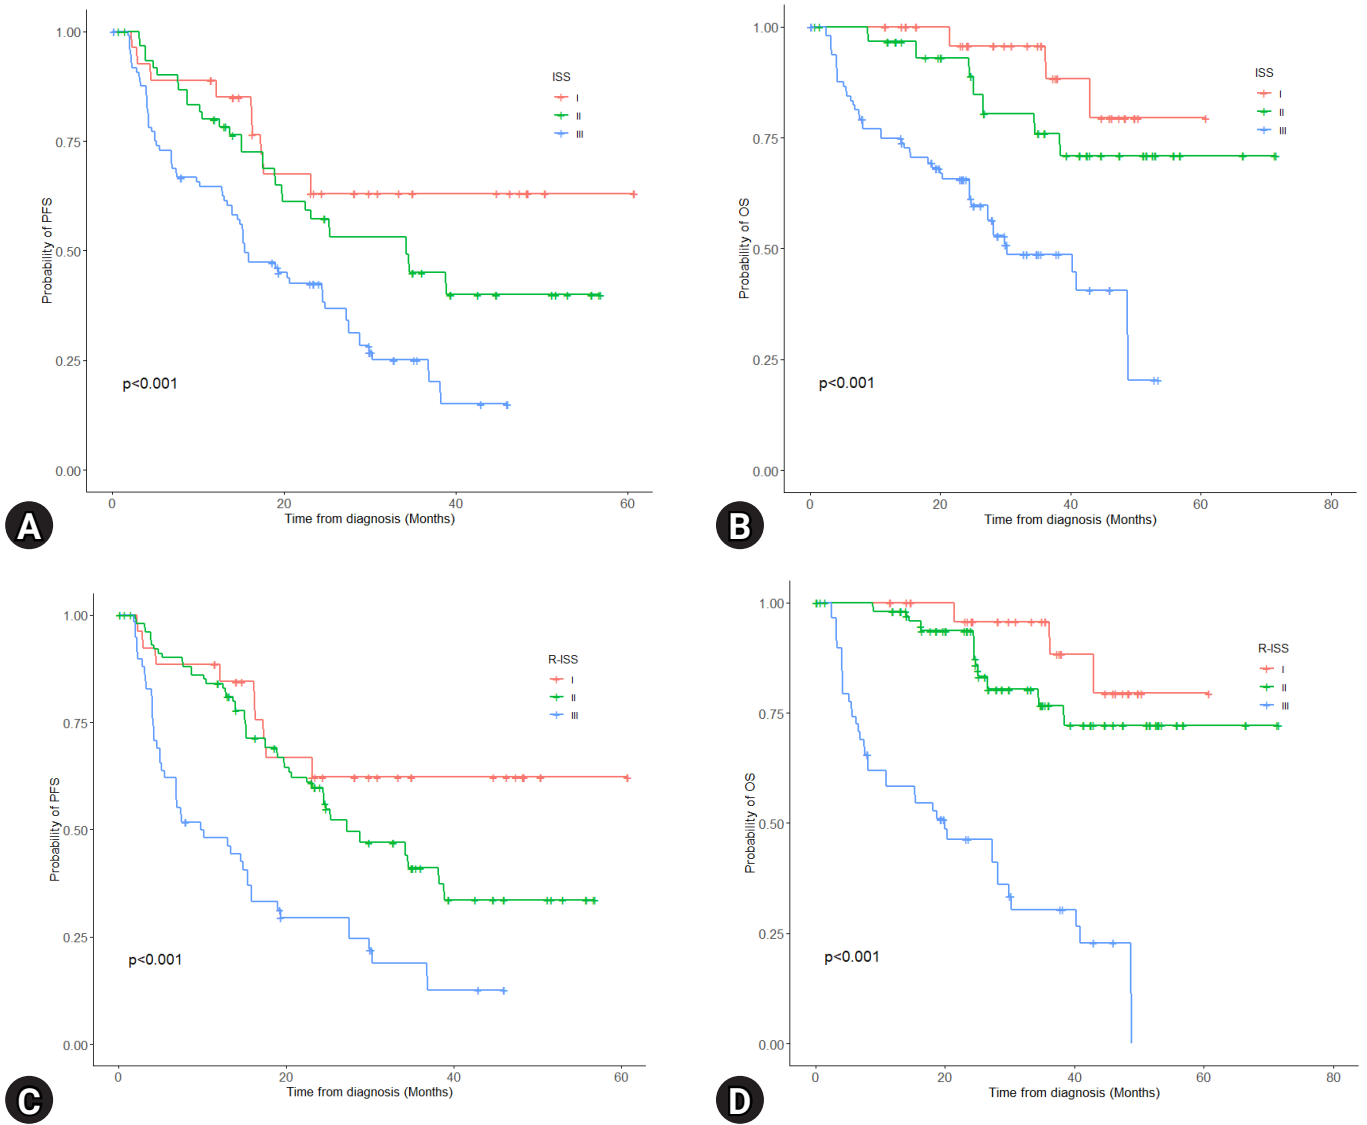 1.00
0.75
0.50
0.25
0.00
Probability of PFS
ISS
I
II
III
p<0.001
0 20 40 60
Time from diagnosis (Months)
A
1.00
0.75
0.50
0.25
0.00
Probability of OS
ISS
I
II
III
p<0.001
0 20 40 60 80
Time from diagnosis (Months)
B
1.00
0.75
0.50
0.25
0.00
Probability of PFS
R-ISS
I
II
III
p<0.001
0 20 40 60
Time from diagnosis (Months)
C
1.00
0.75
0.50
0.25
0.00
Probability of OS
R-ISS
I
II
III
p<0.001
0 20 40 60 80
Time from diagnosis (Months)
D